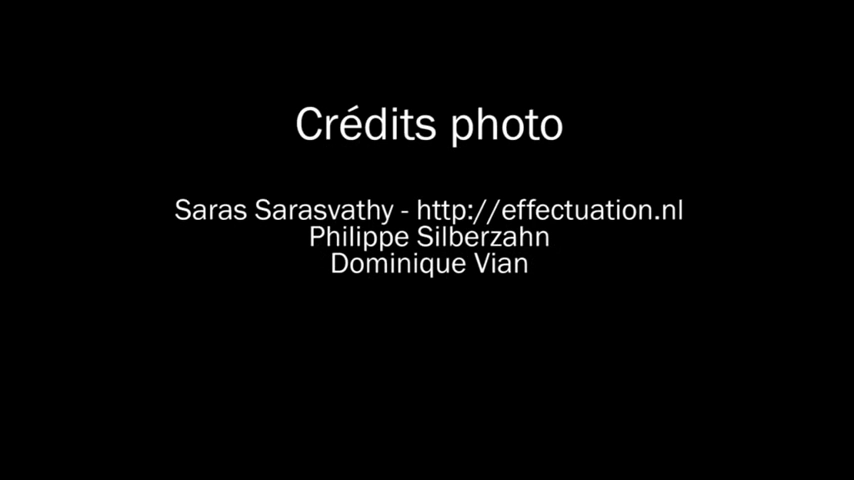 Crédits photo
Saras Sarasvathy - http://effectuation.nl
Philippe Silberzahn
Dominique Vian